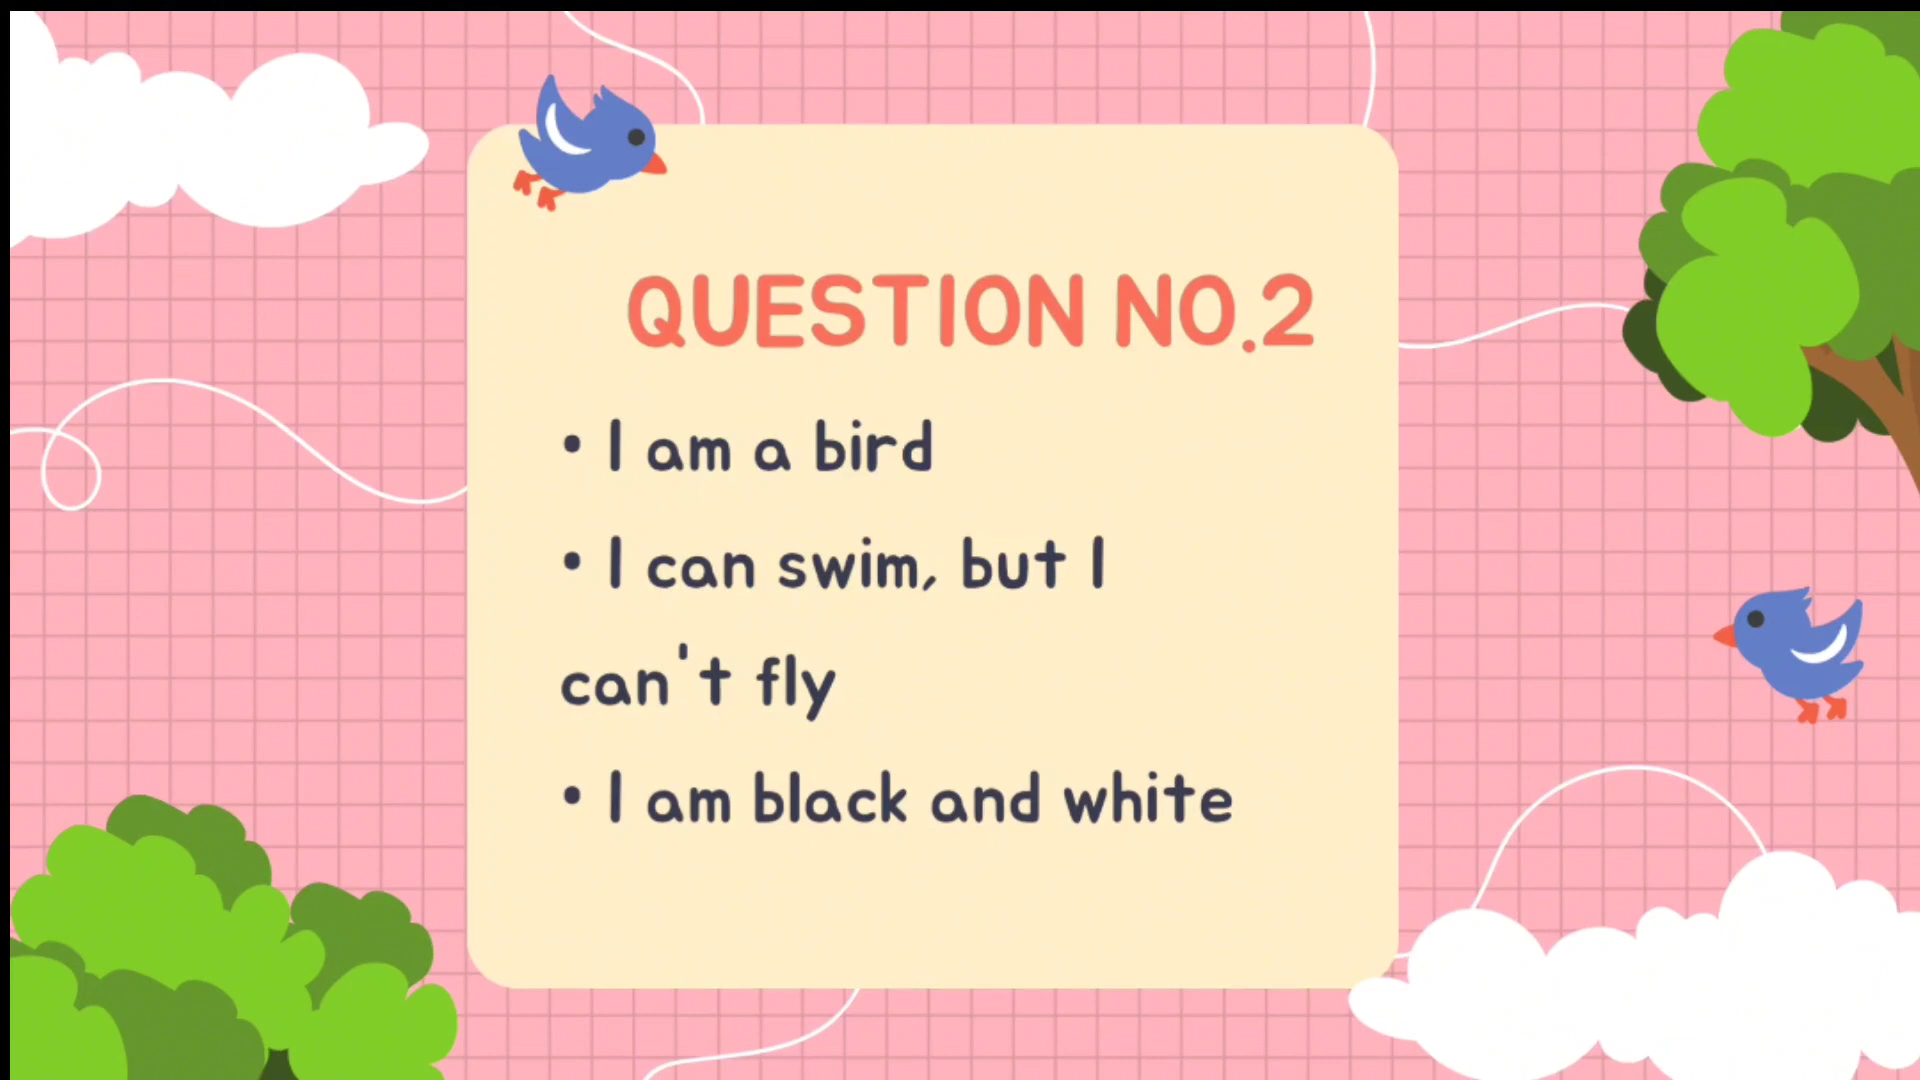 QUESTION NO.2
• I am a bird
• I can swim, but I
can't fly
• I am black and white